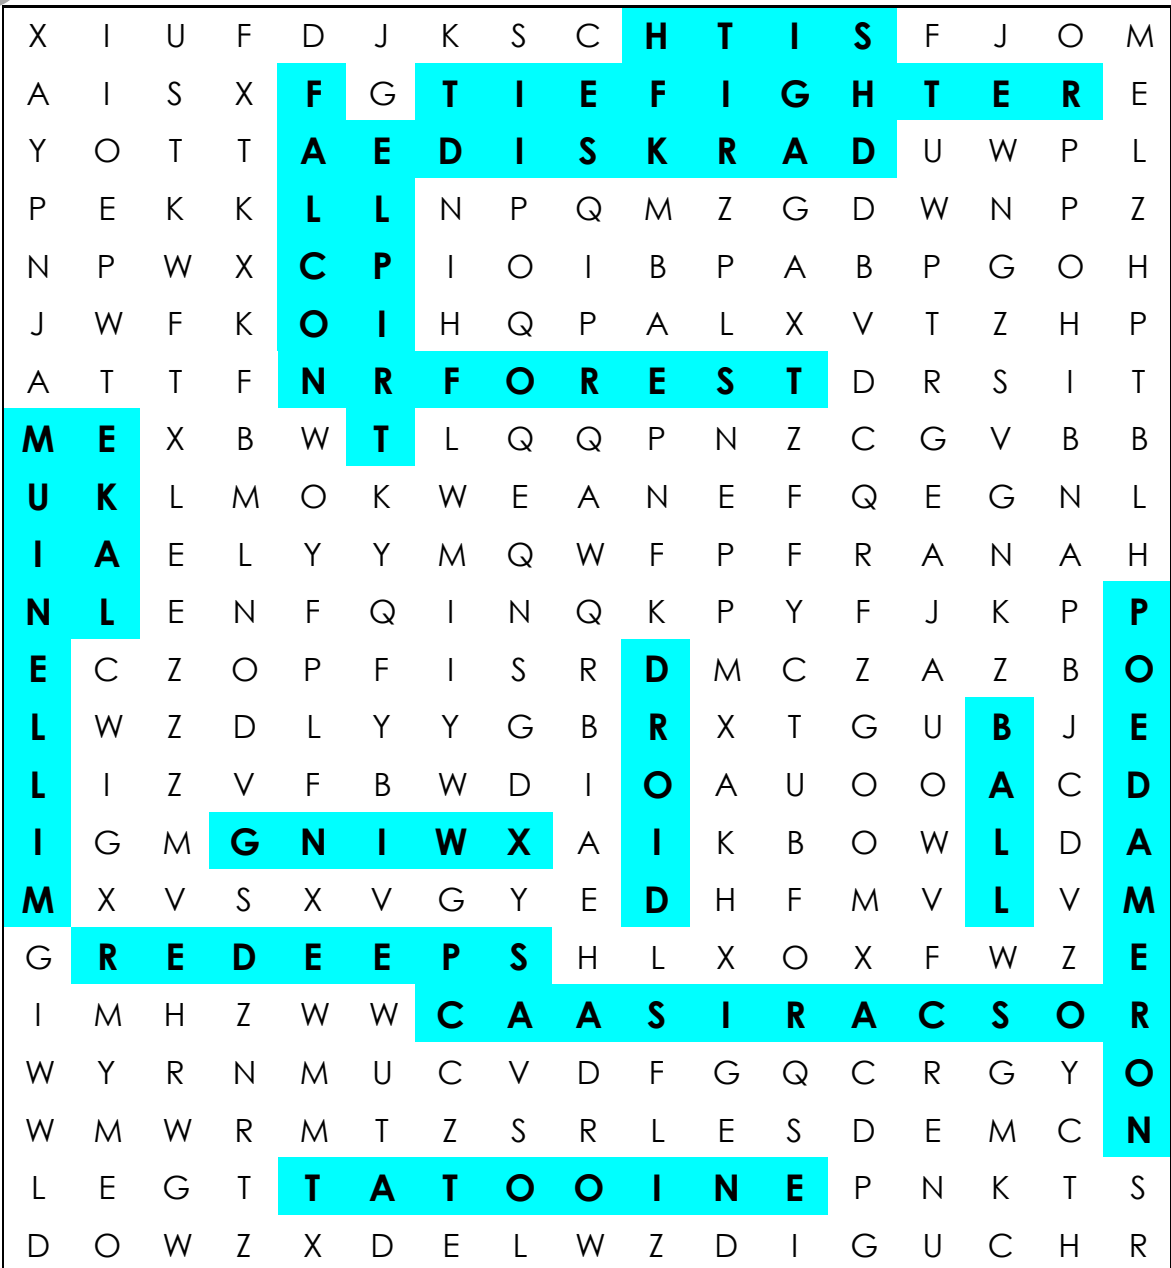 X I U F D J K S C H T I S F J O M
A I S X F G T I E F I G H T E R E
Y O T T A E D I S K R A D U W P L
P E K K L L N P Q M Z G D W N P Z
N P W X C P I O I B P A B P G O H
J W F K O I H Q P A L X V T Z H P
A T T F N R F O R E S T D R S I T
M E X B W T L Q Q P N Z C G V B B
U K L M O K W E A N E F Q E G N L
I A E L Y Y M Q W F P F R A N A H
N L E N F Q I N Q K P Y F J K P P
E C Z O P F I S R D M C Z A Z B O
L W Z D L Y Y G B R X T G U B J E
L I Z V F B W D I O A U O O A C D
I G M G N I W X A I K B O W L D A
M X V S X V G Y E D H F M V L V M
G R E D E E P S H L X O X F W Z E
I M H Z W W C A A S I R A C S O R
W Y R N M U C V D F G Q C R G Y O
W M W R M T Z S R L E S D E M C N
L E G T T A T O O I N E P N K T S
D O W Z X D E L W Z D I G U C H R